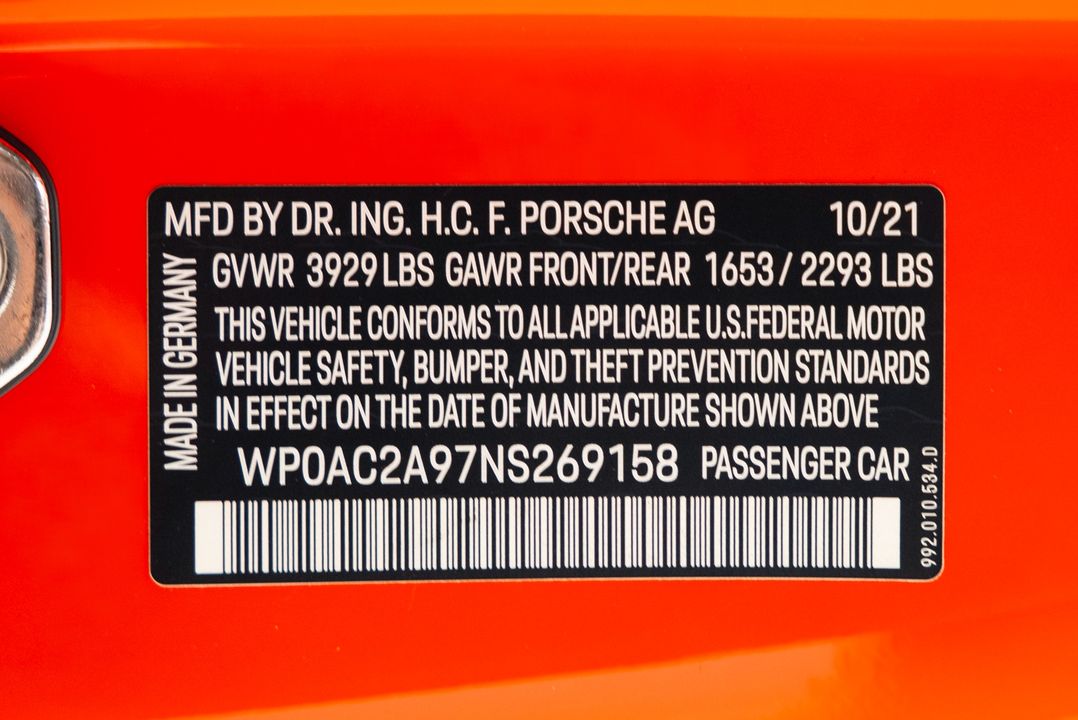 MFD BY DR. ING. H.C. F. PORSCHE AG 10/21
MADE IN GERMANY
GVWR 3929 LBS GAWR FRONT/REAR 1653 / 2293 LBS
THIS VEHICLE CONFORMS TO ALL APPLICABLE U.S.FEDERAL MOTOR
VEHICLE SAFETY, BUMPER, AND THEFT PREVENTION STANDARDS
IN EFFECT ON THE DATE OF MANUFACTURE SHOWN ABOVE
WP0AC2A97NS269158 PASSENGER CAR
992.010.534.D